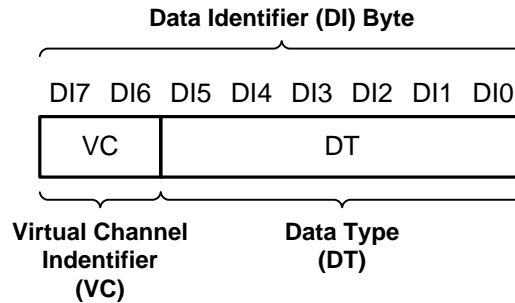 Data Identifier (DI) Byte
DI7 DI6 DI5 DI4 DI3 DI2 DI1 DI0
VC DT
Virtual Channel Data Type
Indentifier (DT)
(VC)